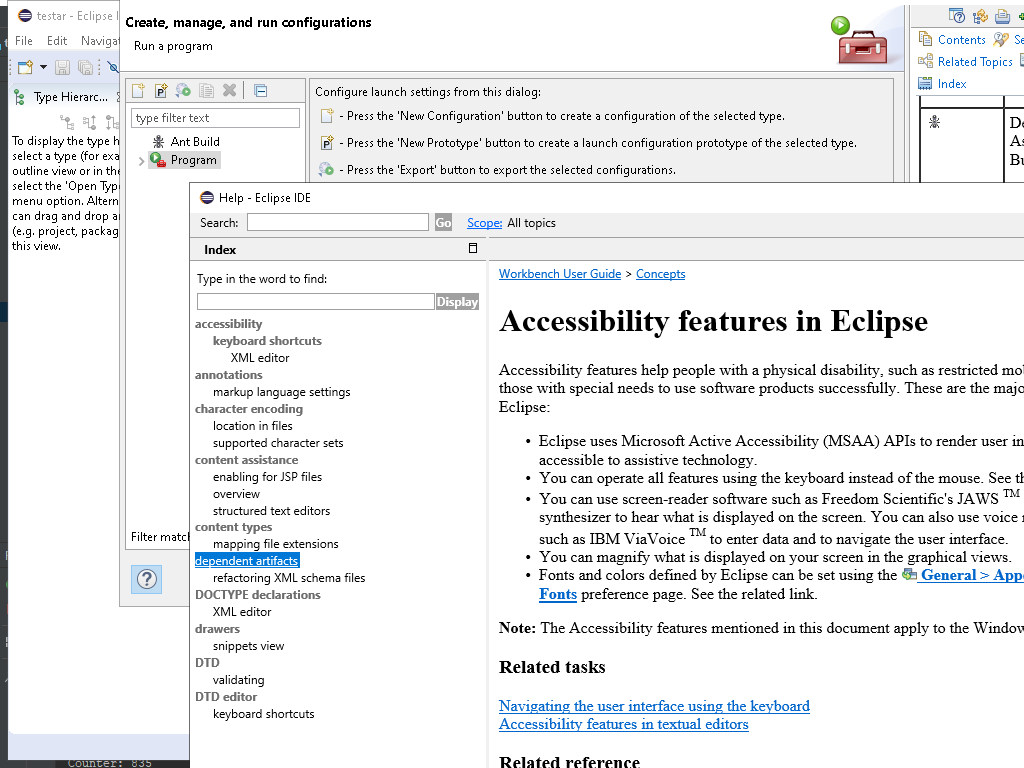 testar - Eclipse I
File Edit Navigat
Type Hierarc...
To display the type h
select a type (for exa
outline view or in the
select the 'Open Type
menu option. Altern
can drag and drop an
(e.g. project, packag
this view.
Create, manage, and run configurations
Run a program
type filter text
Ant Build
Program
Filter match
Configure launch settings from this dialog:
- Press the 'New Configuration' button to create a configuration of the selected type.
- Press the 'New Prototype' button to create a launch configuration prototype of the selected type.
- Press the 'Export' button to export the selected configurations.
Contents Se
Related Topics
Index
De
As
Bu
Help - Eclipse IDE
Search: Go Scope: All topics
Index
Type in the word to find:
Display
accessibility
keyboard shortcuts
XML editor
annotations
markup language settings
character encoding
location in files
supported character sets
content assistance
enabling for JSP files
overview
structured text editors
content types
mapping file extensions
dependent artifacts
refactoring XML schema files
DOCTYPE declarations
XML editor
drawers
snippets view
DTD
validating
DTD editor
keyboard shortcuts
Workbench User Guide > Concepts
Accessibility features in Eclipse
Accessibility features help people with a physical disability, such as restricted mob
those with special needs to use software products successfully. These are the majo
Eclipse:
• Eclipse uses Microsoft Active Accessibility (MSAA) APIs to render user in
accessible to assistive technology.
• You can operate all features using the keyboard instead of the mouse. See th
• You can use screen-reader software such as Freedom Scientific's JAWS TM
synthesizer to hear what is displayed on the screen. You can also use voice r
such as IBM ViaVoice TM to enter data and to navigate the user interface.
• You can magnify what is displayed on your screen in the graphical views.
• Fonts and colors defined by Eclipse can be set using the General > Appe
Fonts preference page. See the related link.
Note: The Accessibility features mentioned in this document apply to the Window
Related tasks
Navigating the user interface using the keyboard
Accessibility features in textual editors
Related reference
Counter: 835